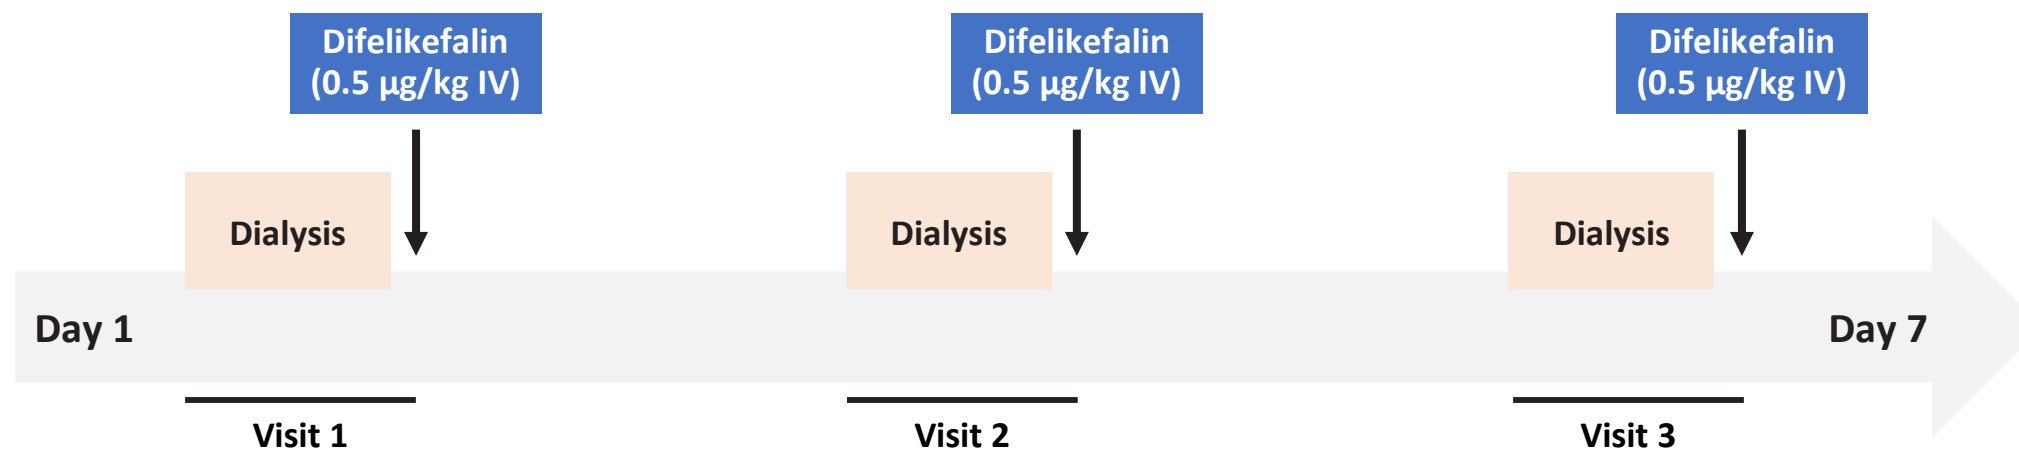 Difelikefalin
(0.5 µg/kg IV)
Difelikefalin
(0.5 µg/kg IV)
Difelikefalin
(0.5 µg/kg IV)
Dialysis
Dialysis
Dialysis
Day 1
Day 7
Visit 1
Visit 2
Visit 3